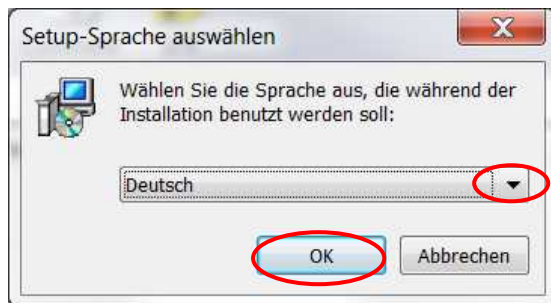 Setup-Sprache auswählen
Wählen Sie die Sprache aus, die während der
Installation benutzt werden soll:
Deutsch
OK
Abbrechen